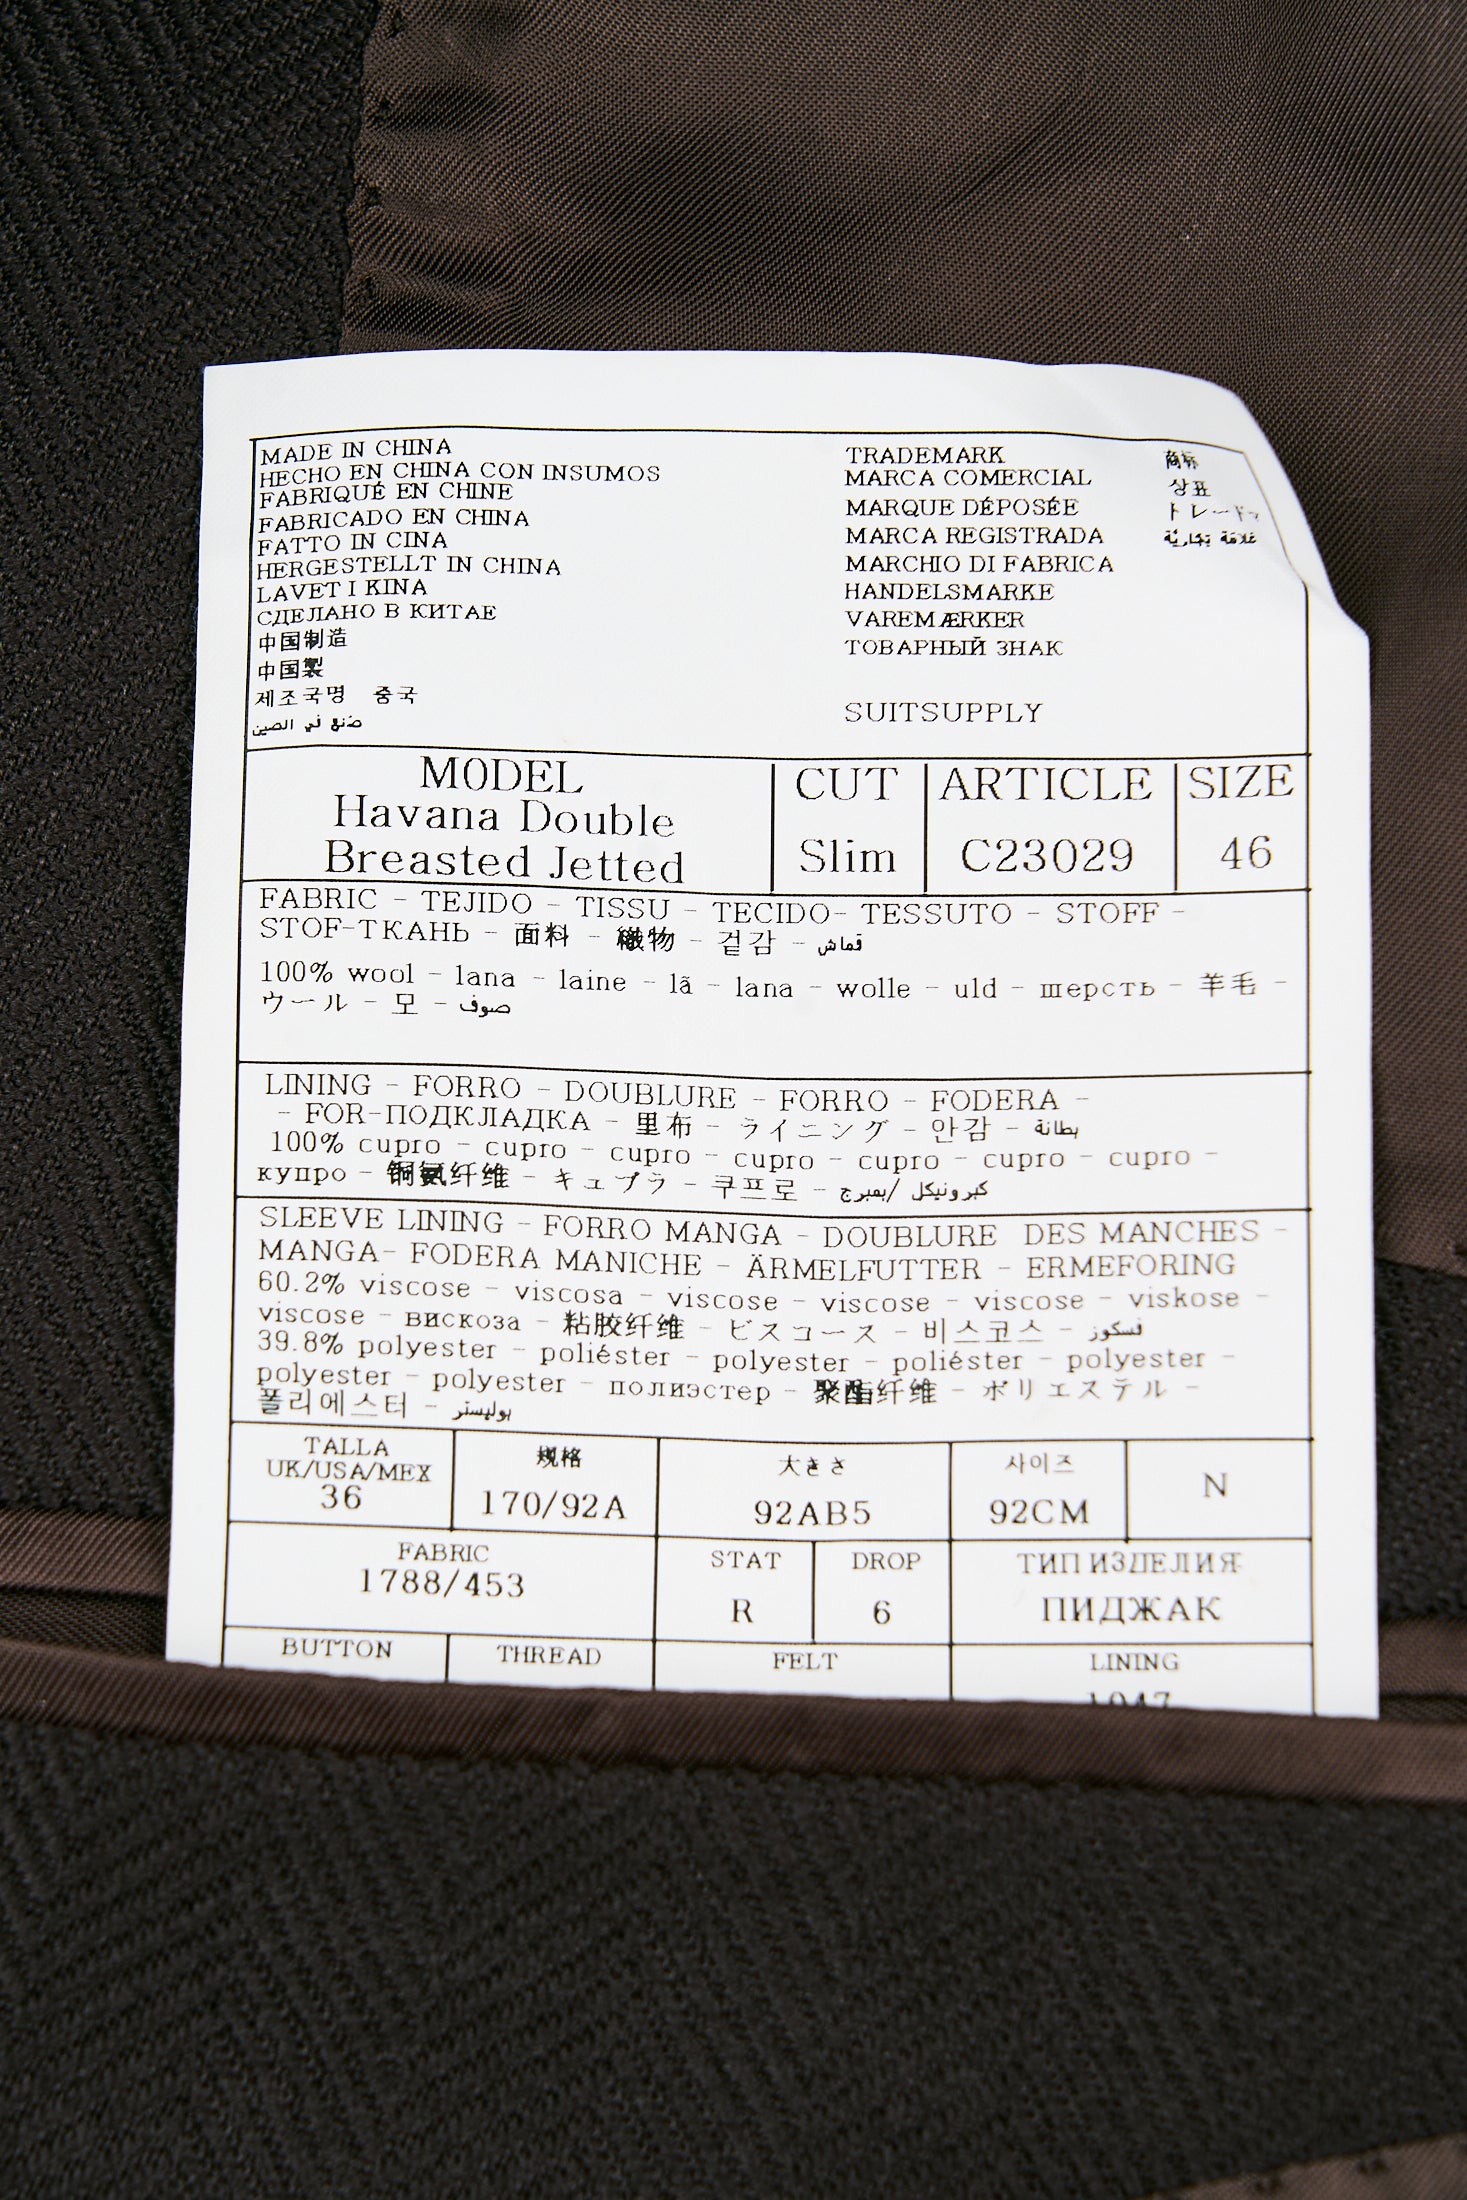 MADE IN CHINA
HECHO EN CHINA CON INSUMOS
FABRIQUÉ EN CHINE
FABRICADO EN CHINA
FATTO IN CINA
HERGESTELLT IN CHINA
LAVET I KINA
СДЕЛАНО В КИТАЕ
中国制造
中国製
제조국명 중국
صنع في الصين
TRADEMARK
MARCA COMERCIAL
MARQUE DÉPOSÉE
MARCA REGISTRADA
MARCHIO DI FABRICA
HANDELSMARKE
VAREMÆRKER
ТОВАРНЫЙ ЗНАК
SUITSUPPLY
商标
상표
トレード
علامة تجارية
MODEL
Havana Double
Breasted Jetted
CUT
Slim
ARTICLE
C23029
SIZE
46
FABRIC - TEJIDO - TISSU - TECIDO- TESSUTO - STOFF -
STOF-ТКАНЬ - 面料 - 織物 - 겉감 - قماش
100% wool - lana - laine - lã - lana - wolle - uld - шерсть - 羊毛 -
ウール - 모 - صوف
LINING - FORRO - DOUBLURE - FORRO - FODERA -
- FOR-ПОДКЛАДКА - 里布 - ライニング - 안감 - بطانة
100% cupro - cupro - cupro - cupro - cupro - cupro - cupro -
купро - 铜氨纤维 - キュプラ - 쿠프로 - كبرونيكل /بمبرج
SLEEVE LINING - FORRO MANGA - DOUBLURE DES MANCHES -
MANGA- FODERA MANICHE - ÄRMELFUTTER - ERMEFORING
60.2% viscose - viscosa - viscose - viscose - viscose - viskose -
viscose - вискоза - 粘胶纤维 - ビスコース - 비스코스 - فسكوز
39.8% polyester - poliéster - polyester - poliéster - polyester -
polyester - polyester - полиэстер - 聚酯纤维 - ポリエステル -
폴리에스터 - بوليستر
TALLA
UK/USA/MEX
36
规格
170/92A
大きさ
92AB5
사이즈
92CM
N
FABRIC
1788/453
STAT
R
DROP
6
ТИП ИЗДЕЛИЯ
ПИДЖАК
BUTTON
THREAD
FELT
LINING
1047